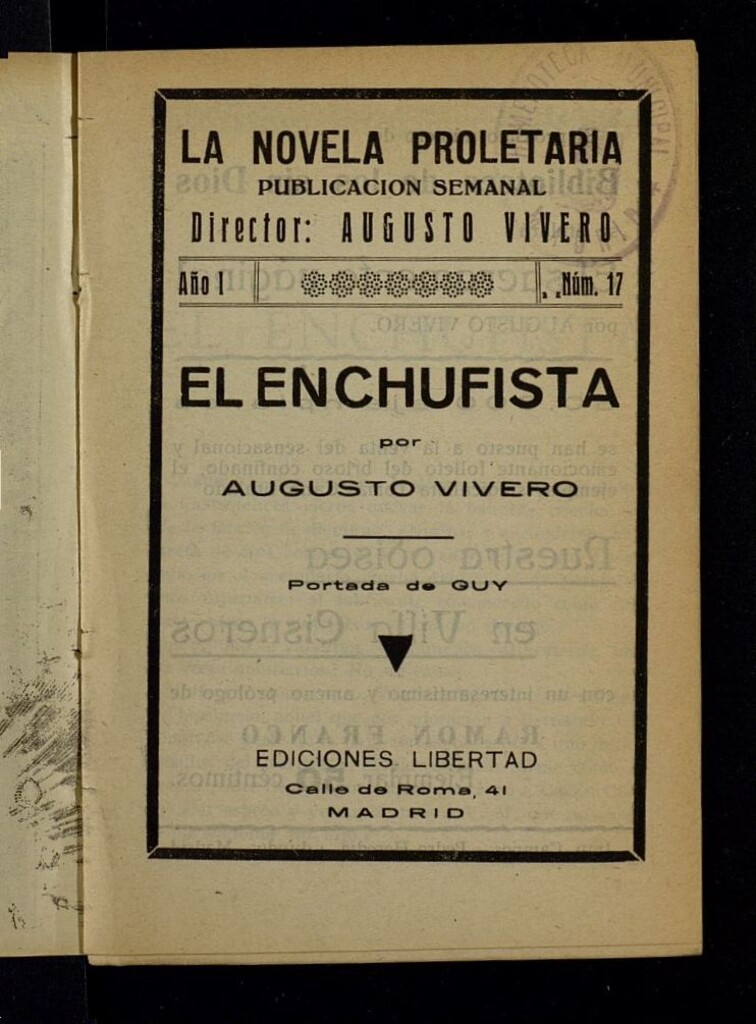 LA NOVELA PROLETARIA
PUBLICACION SEMANAL
Director: AUGUSTO VIVERO
Año I
Núm. 17
EL ENCHUFISTA
por
AUGUSTO VIVERO
Portada de GUY
EDICIONES LIBERTAD
Calle de Roma, 41
MADRID